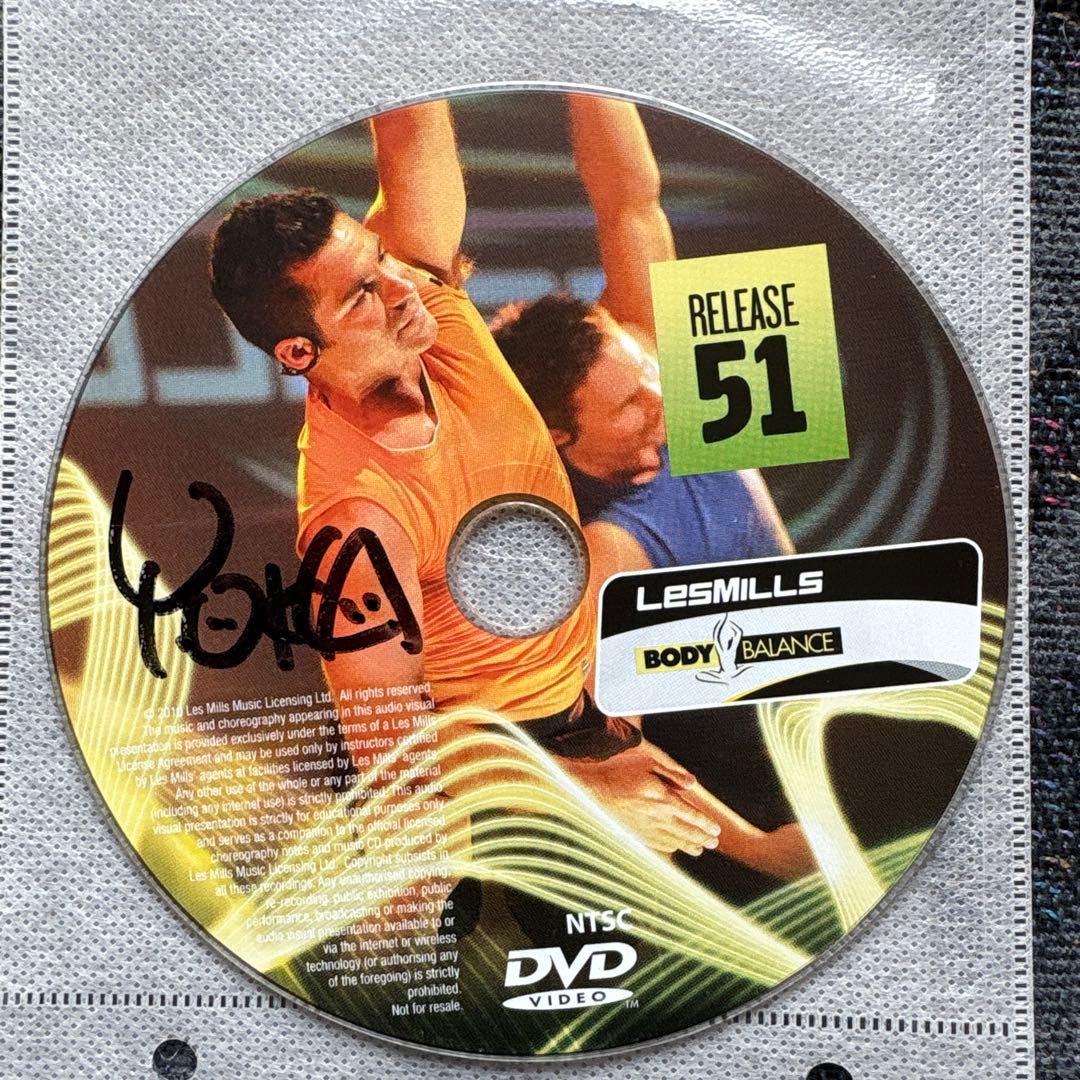 RELEASE
51
LESMILLS
BODY BALANCE
YOKA
© 2010 Les Mills Music Licensing Ltd. All rights reserved.
The music and choreography appearing in this audio visual
presentation is provided exclusively under the terms of a Les Mills
License Agreement and may be used only by instructors certified
by Les Mills' agents at facilities licensed by Les Mills' agents.
Any other use of the whole or any part of the material
(including any internet use) is strictly prohibited. This audio
visual presentation is strictly for educational purposes only
and serves as a companion to the official licensed
choreography notes and music CD produced by
Les Mills Music Licensing Ltd. Copyright subsists in
all these recordings. Any unauthorised copying,
re-recording, public exhibition, public
performance, broadcasting or making the
audio visual presentation available to or
via the internet or wireless
technology (or authorising any
of the foregoing) is strictly
prohibited.
Not for resale.
NTSC
DVD
VIDEO
TM